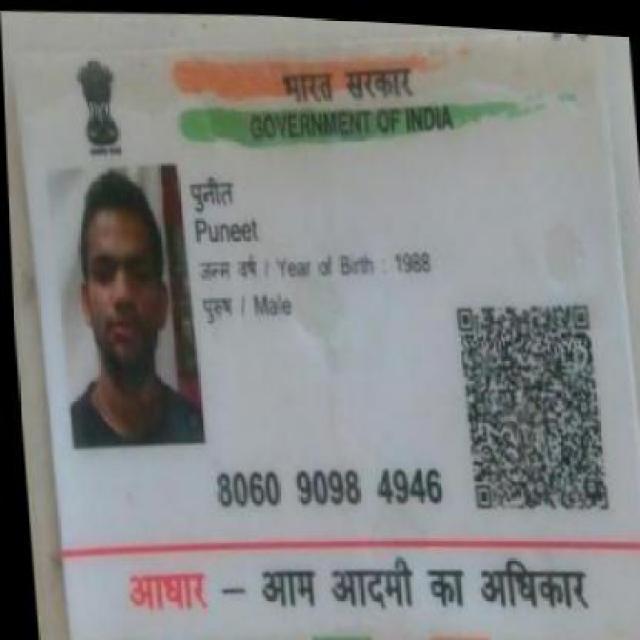 भारत सरकार
GOVERNMENT OF INDIA
पुनीत
Puneet
जन्म वर्ष / Year of Birth : 1988
पुरुष / Male
8060 9098 4946
आधार – आम आदमी का अधिकार